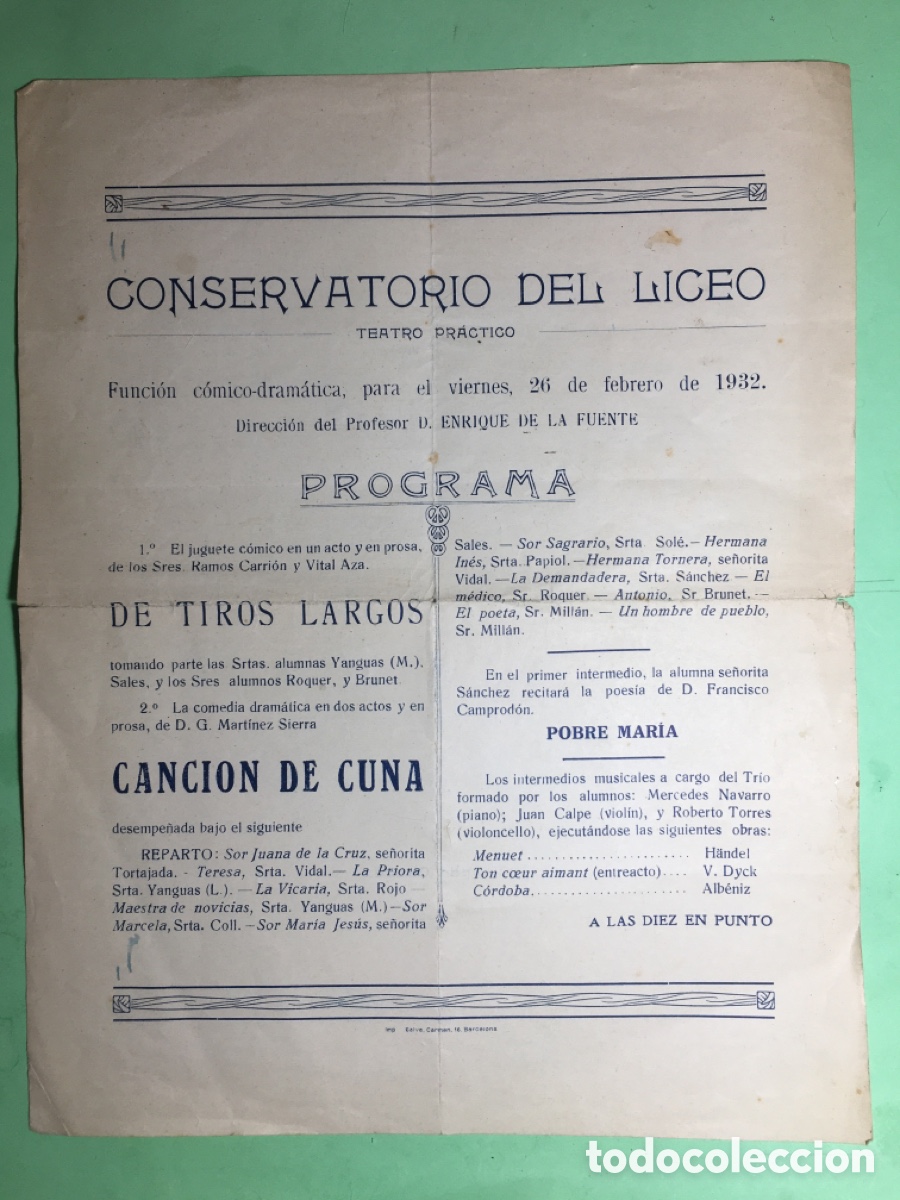 CONSERVATORIO DEL LICEO
TEATRO PRÁCTICO
Función cómico-dramática, para el viernes, 26 de febrero de 1932.
Dirección del Profesor D. ENRIQUE DE LA FUENTE
PROGRAMA
1.º El juguete cómico en un acto y en prosa,
de los Sres. Ramos Carrión y Vital Aza.
DE TIROS LARGOS
tomando parte las Srtas. alumnas Yanguas (M.),
Sales, y los Sres alumnos Roquer, y Brunet.
2.º La comedia dramática en dos actos y en
prosa, de D. G. Martínez Sierra
CANCION DE CUNA
desempeñada bajo el siguiente
REPARTO: Sor Juana de la Cruz, señorita
Tortajada. - Teresa, Srta. Vidal.— La Priora,
Srta. Yanguas (L.). — La Vicaria, Srta. Rojo —
Maestra de novicias, Srta. Yanguas (M.)—Sor
Marcela, Srta. Coll. —Sor María Jesús, señorita
Sales. — Sor Sagrario, Srta. Solé.— Hermana
Inés, Srta. Papiol.—Hermana Tornera, señorita
Vidal. —La Demandadera, Srta. Sánchez — El
médico, Sr. Roquer. — Antonio, Sr Brunet. —
El poeta, Sr. Millán. — Un hombre de pueblo,
Sr. Millán.
En el primer intermedio, la alumna señorita
Sánchez recitará la poesía de D. Francisco
Camprodón.
POBRE MARÍA
Los intermedios musicales a cargo del Trío
formado por los alumnos: Mercedes Navarro
(piano); Juan Calpe (violín), y Roberto Torres
(violoncello), ejecutándose las siguientes obras:
Menuet ........................ Händel
Ton cœur aimant (entreacto).... V. Dyck
Córdoba........................ Albéniz
A LAS DIEZ EN PUNTO
Carmen, 16, Barcelona
todocoleccion